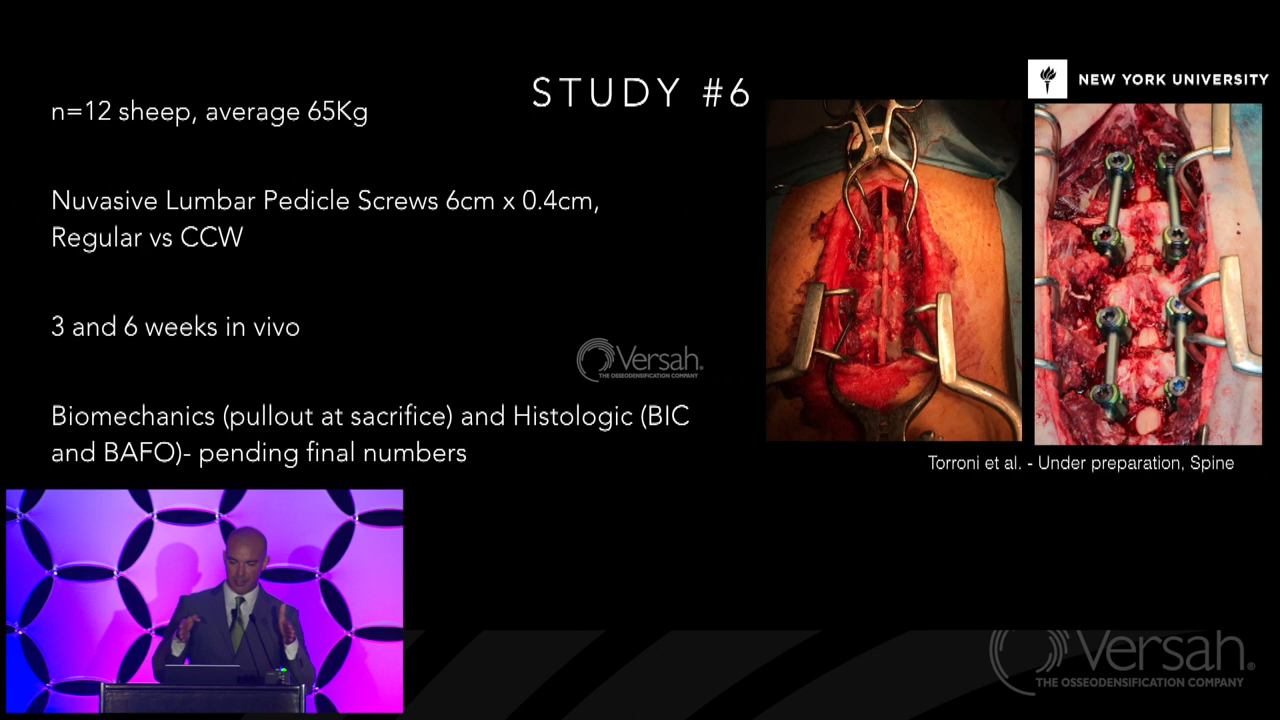 STUDY #6
NEW YORK UNIVERSITY
n=12 sheep, average 65Kg
Nuvasive Lumbar Pedicle Screws 6cm x 0.4cm,
Regular vs CCW
3 and 6 weeks in vivo
Versah®
THE OSSEODENSIFICATION COMPANY
Biomechanics (pullout at sacrifice) and Histologic (BIC
and BAFO)- pending final numbers
Torroni et al. - Under preparation, Spine
Versah®
THE OSSEODENSIFICATION COMPANY